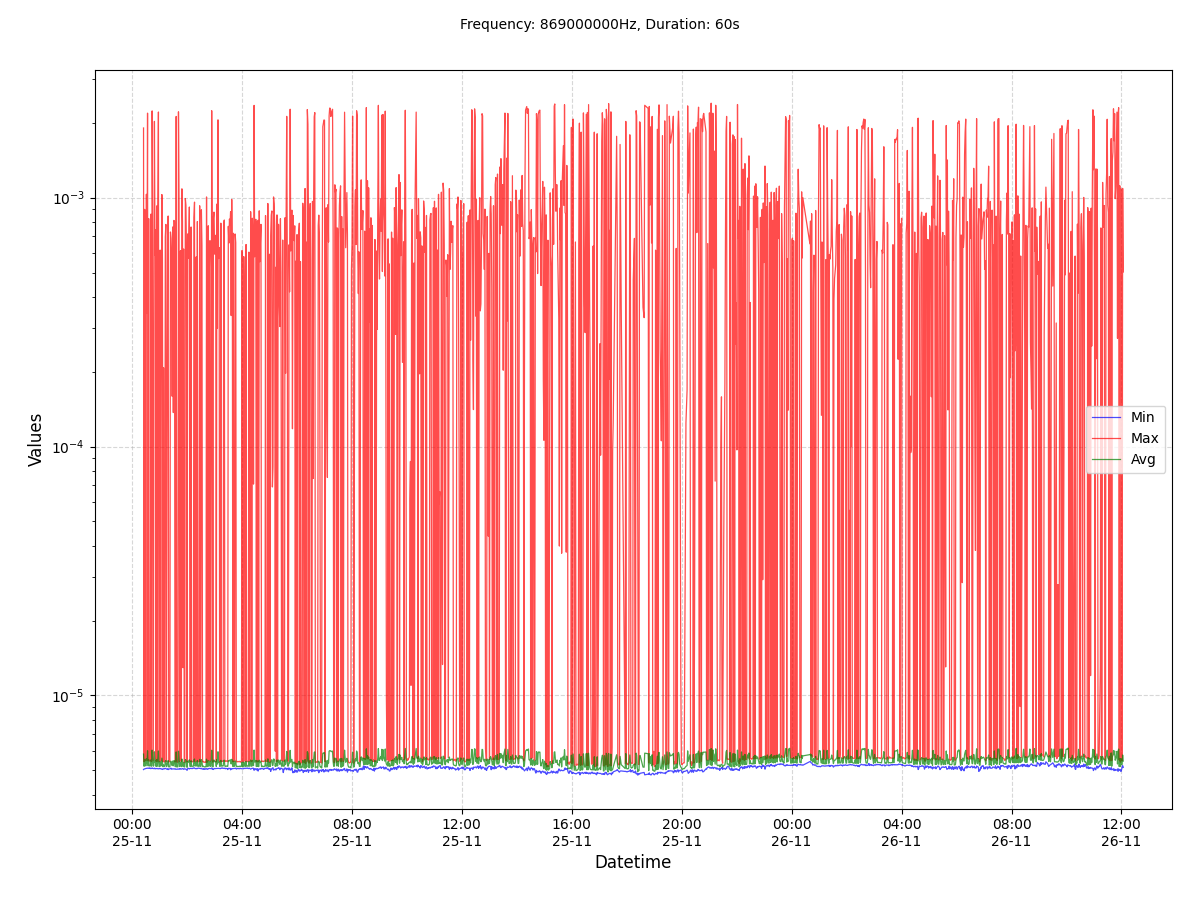 Frequency: 869000000Hz, Duration: 60s
Values
10⁻³
10⁻⁴
10⁻⁵
Min
Max
Avg
00:00 04:00 08:00 12:00 16:00 20:00 00:00 04:00 08:00 12:00
25-11 25-11 25-11 25-11 25-11 25-11 26-11 26-11 26-11 26-11
Datetime